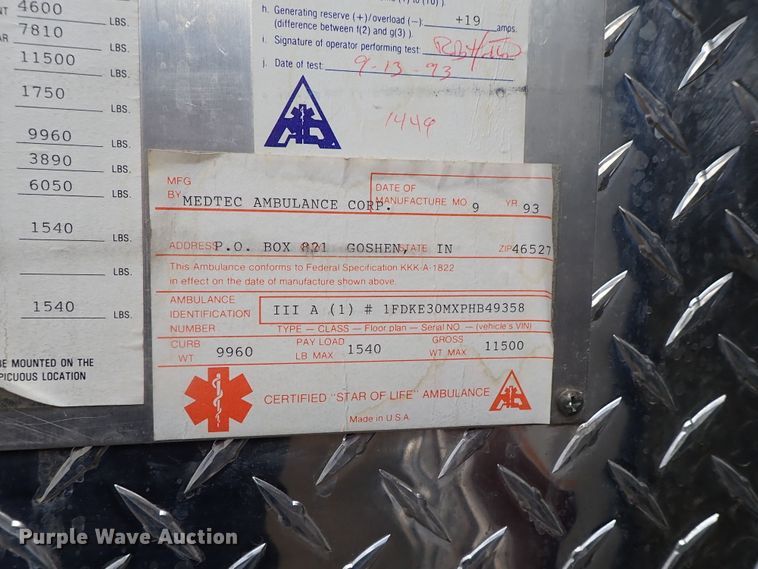 NT 4600
AR 7810 LBS.
11500 LBS.
1750 LBS.
9960 LBS.
3890 LBS.
6050 LBS.
1540 LBS.
LBS.
1540 LBS.
BE MOUNTED ON THE
PICUOUS LOCATION
h. Generating reserve (+)/overload (−): +19 amps.
(difference between f(2) and g(3) ).
i. Signature of operator performing test:
j. Date of test: 9-13-93
1449
MFG
BY MEDTEC AMBULANCE CORP.
DATE OF
MANUFACTURE MO 9 YR 93
ADDRESS P.O. BOX 821 GOSHEN, STATE IN ZIP 46527
This Ambulance conforms to Federal Specification KKK-A-1822
in effect on the date of manufacture shown above.
AMBULANCE
IDENTIFICATION
NUMBER
III A (1) # 1FDKE30MXPHB49358
TYPE — CLASS — Floor plan — Serial NO. — (vehicle's VIN)
CURB
WT 9960
PAY LOAD
LB MAX 1540
GROSS
WT MAX 11500
CERTIFIED "STAR OF LIFE" AMBULANCE
Made in U.S.A.
Purple Wave Auction